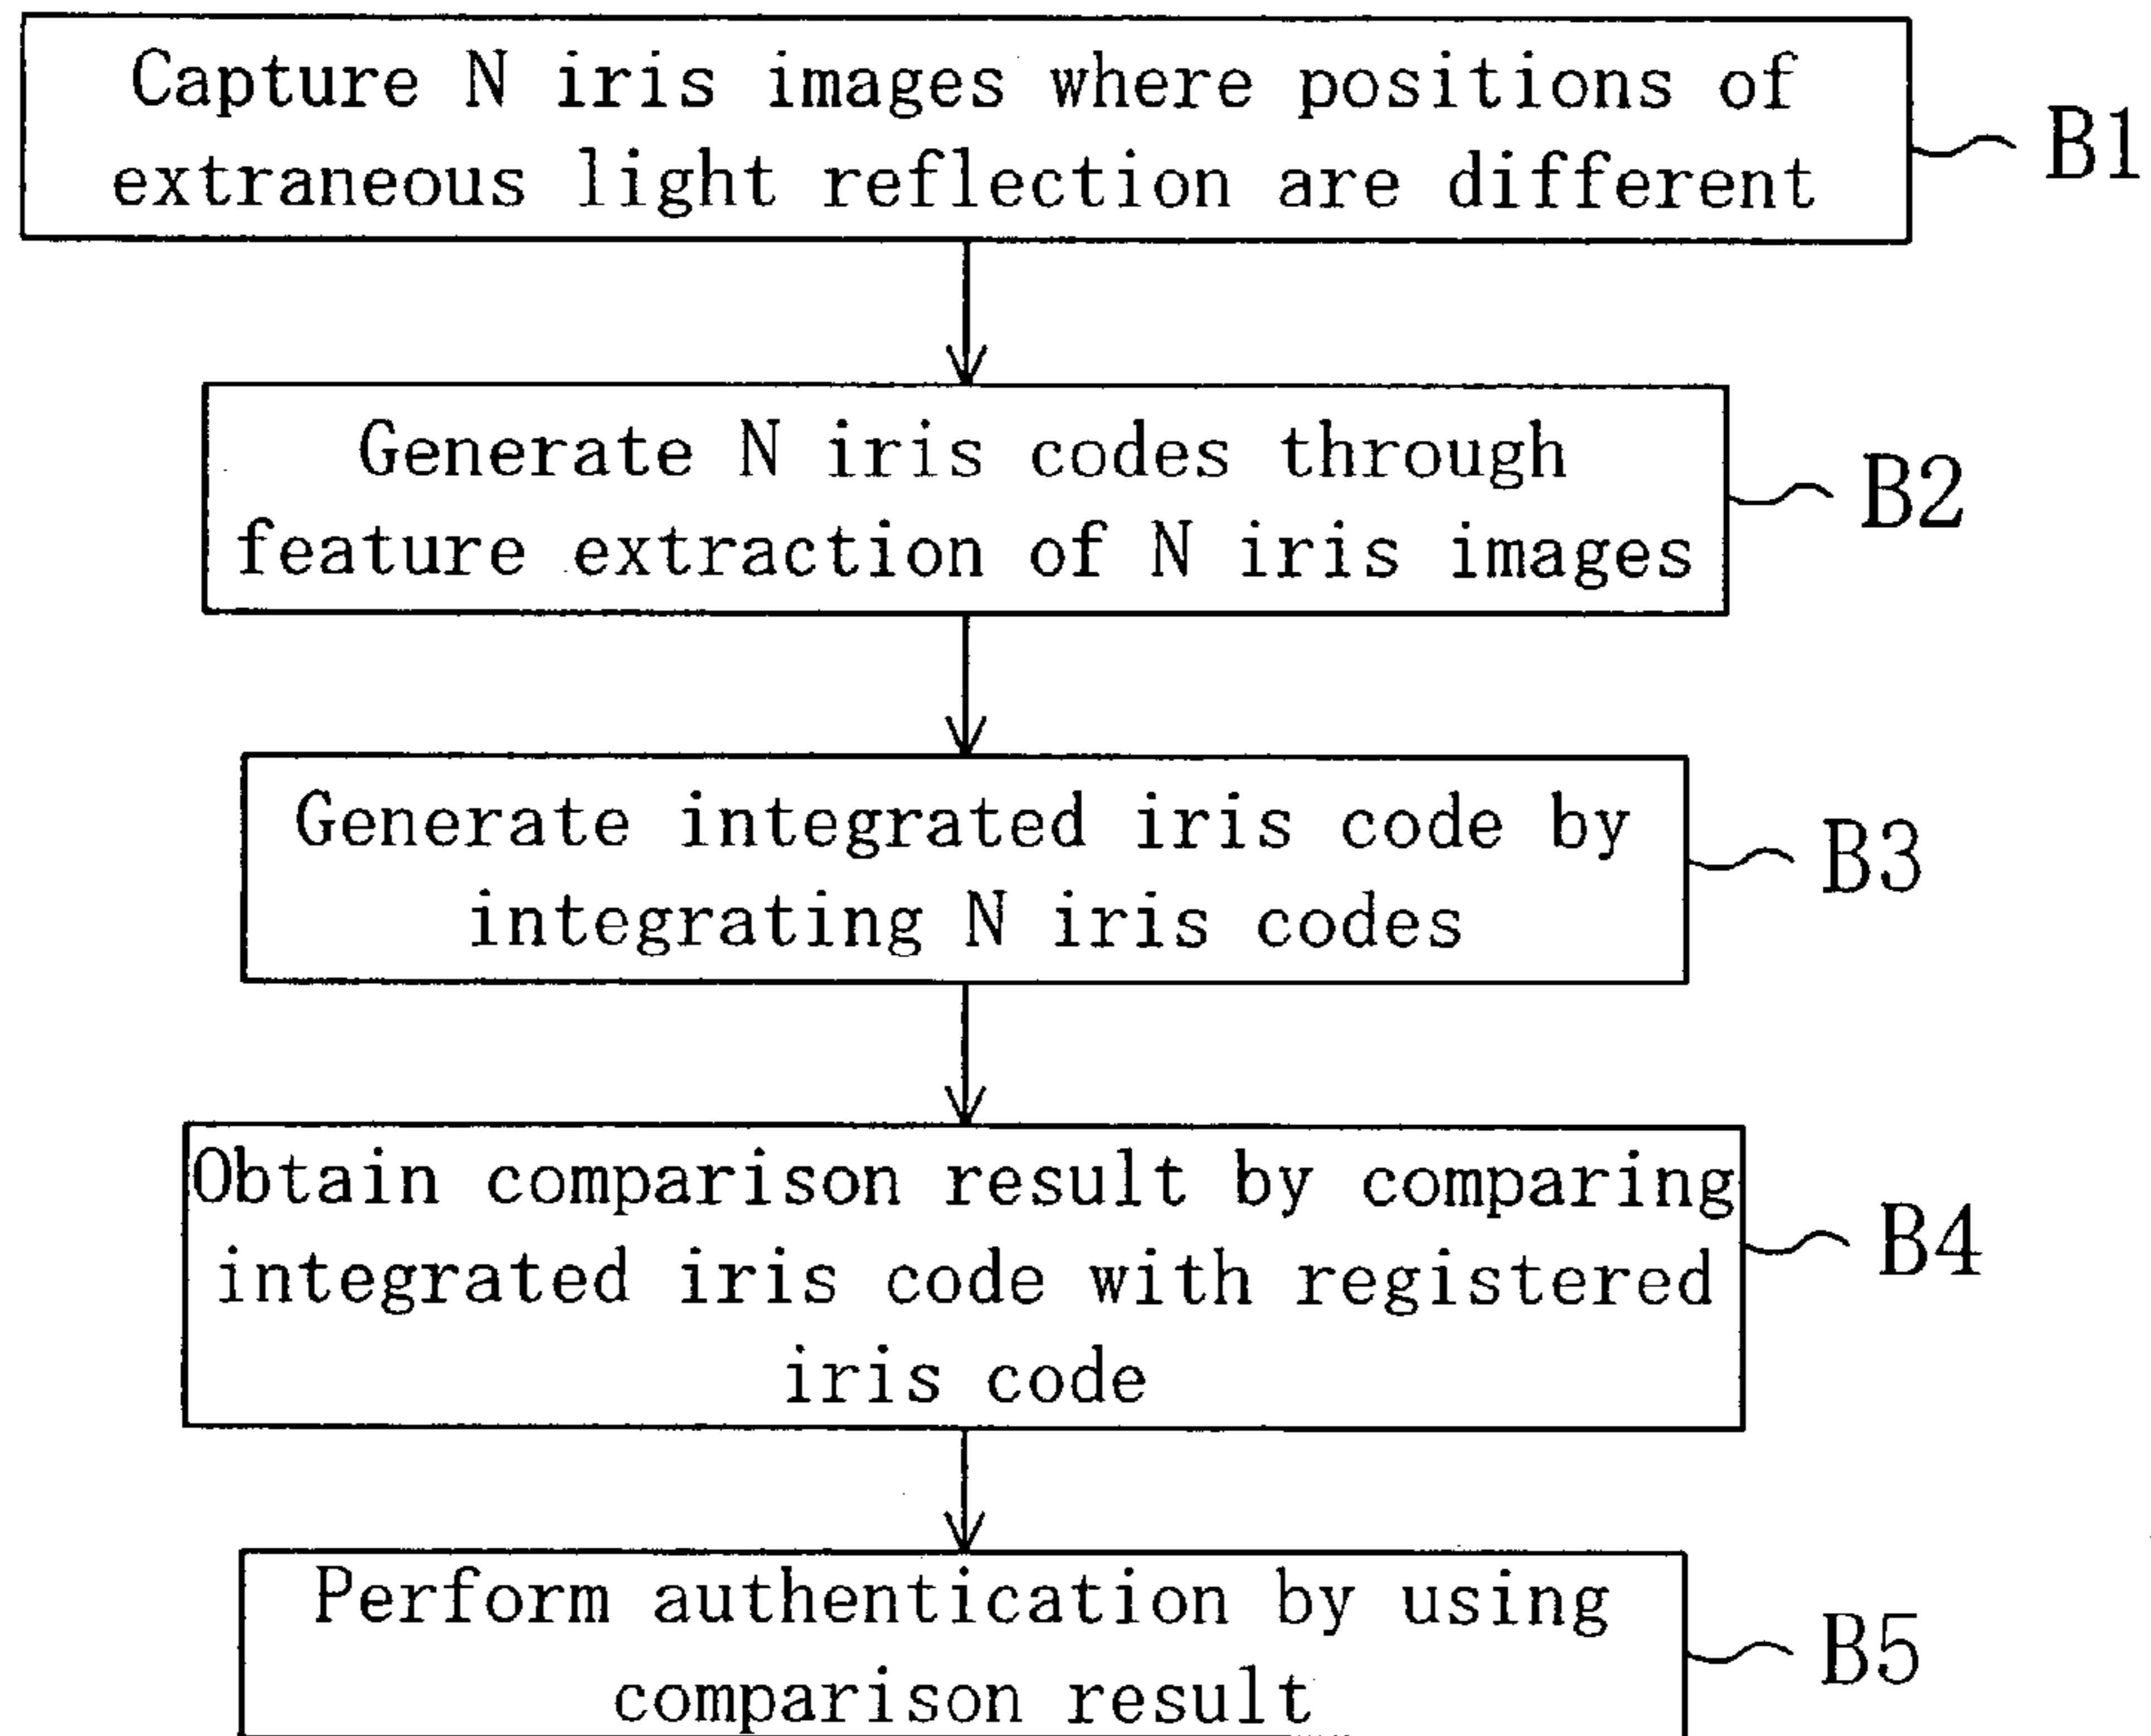 Capture N iris images where positions of
extraneous light reflection are different
B1
Generate N iris codes through
feature extraction of N iris images
B2
Generate integrated iris code by
integrating N iris codes
B3
Obtain comparison result by comparing
integrated iris code with registered
iris code
B4
Perform authentication by using
comparison result
B5